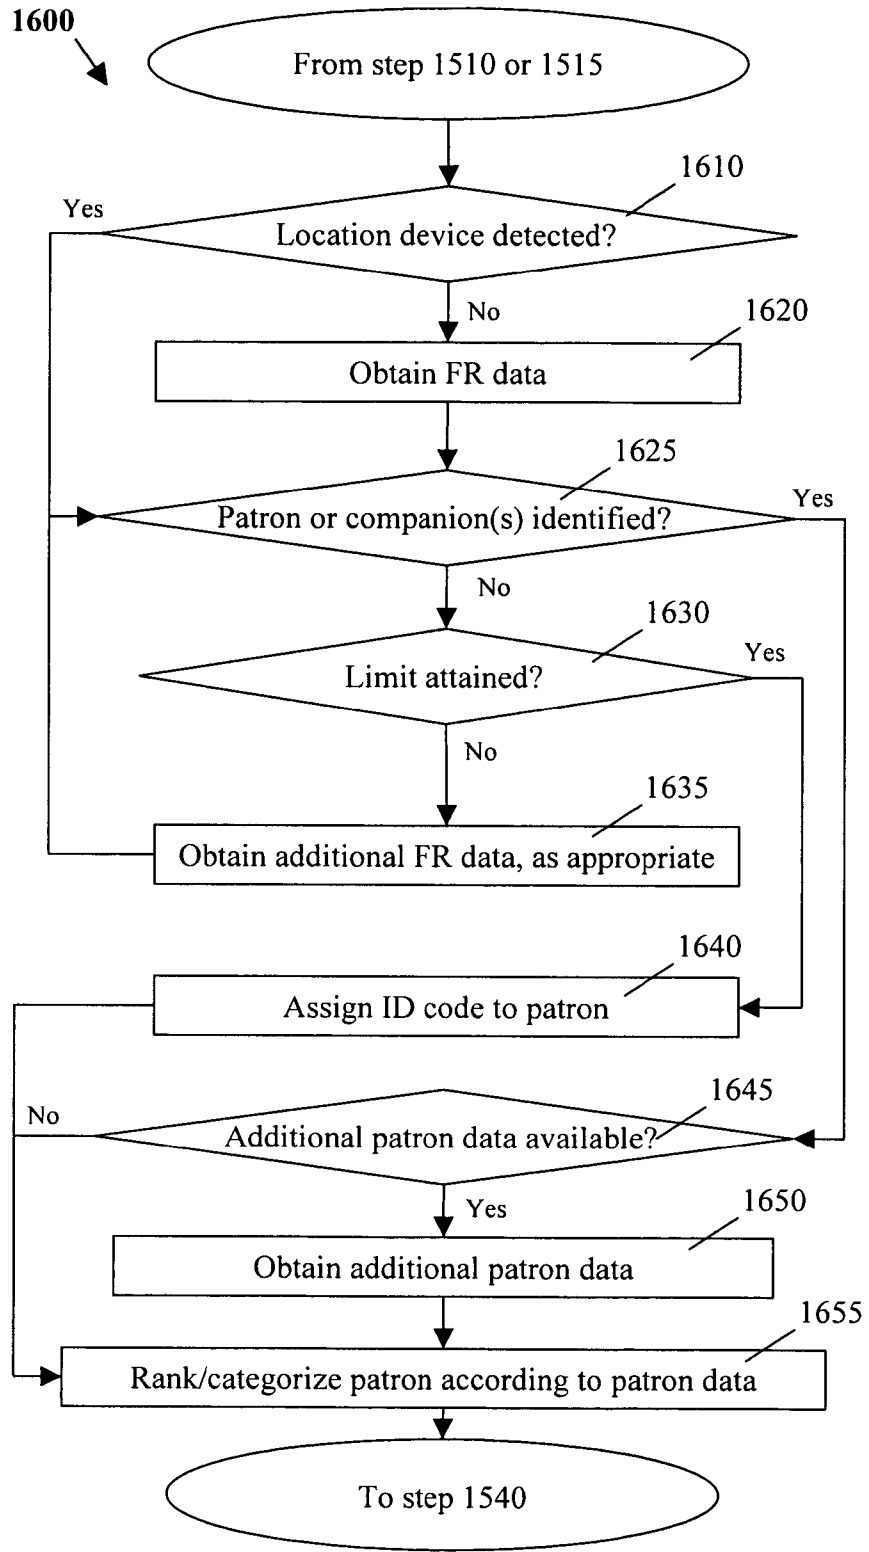 1600
From step 1510 or 1515
1610
Yes
Location device detected?
No
1620
Obtain FR data
1625
Yes
Patron or companion(s) identified?
No
1630
Yes
Limit attained?
No
1635
Obtain additional FR data, as appropriate
1640
Assign ID code to patron
1645
No
Additional patron data available?
Yes
1650
Obtain additional patron data
1655
Rank/categorize patron according to patron data
To step 1540